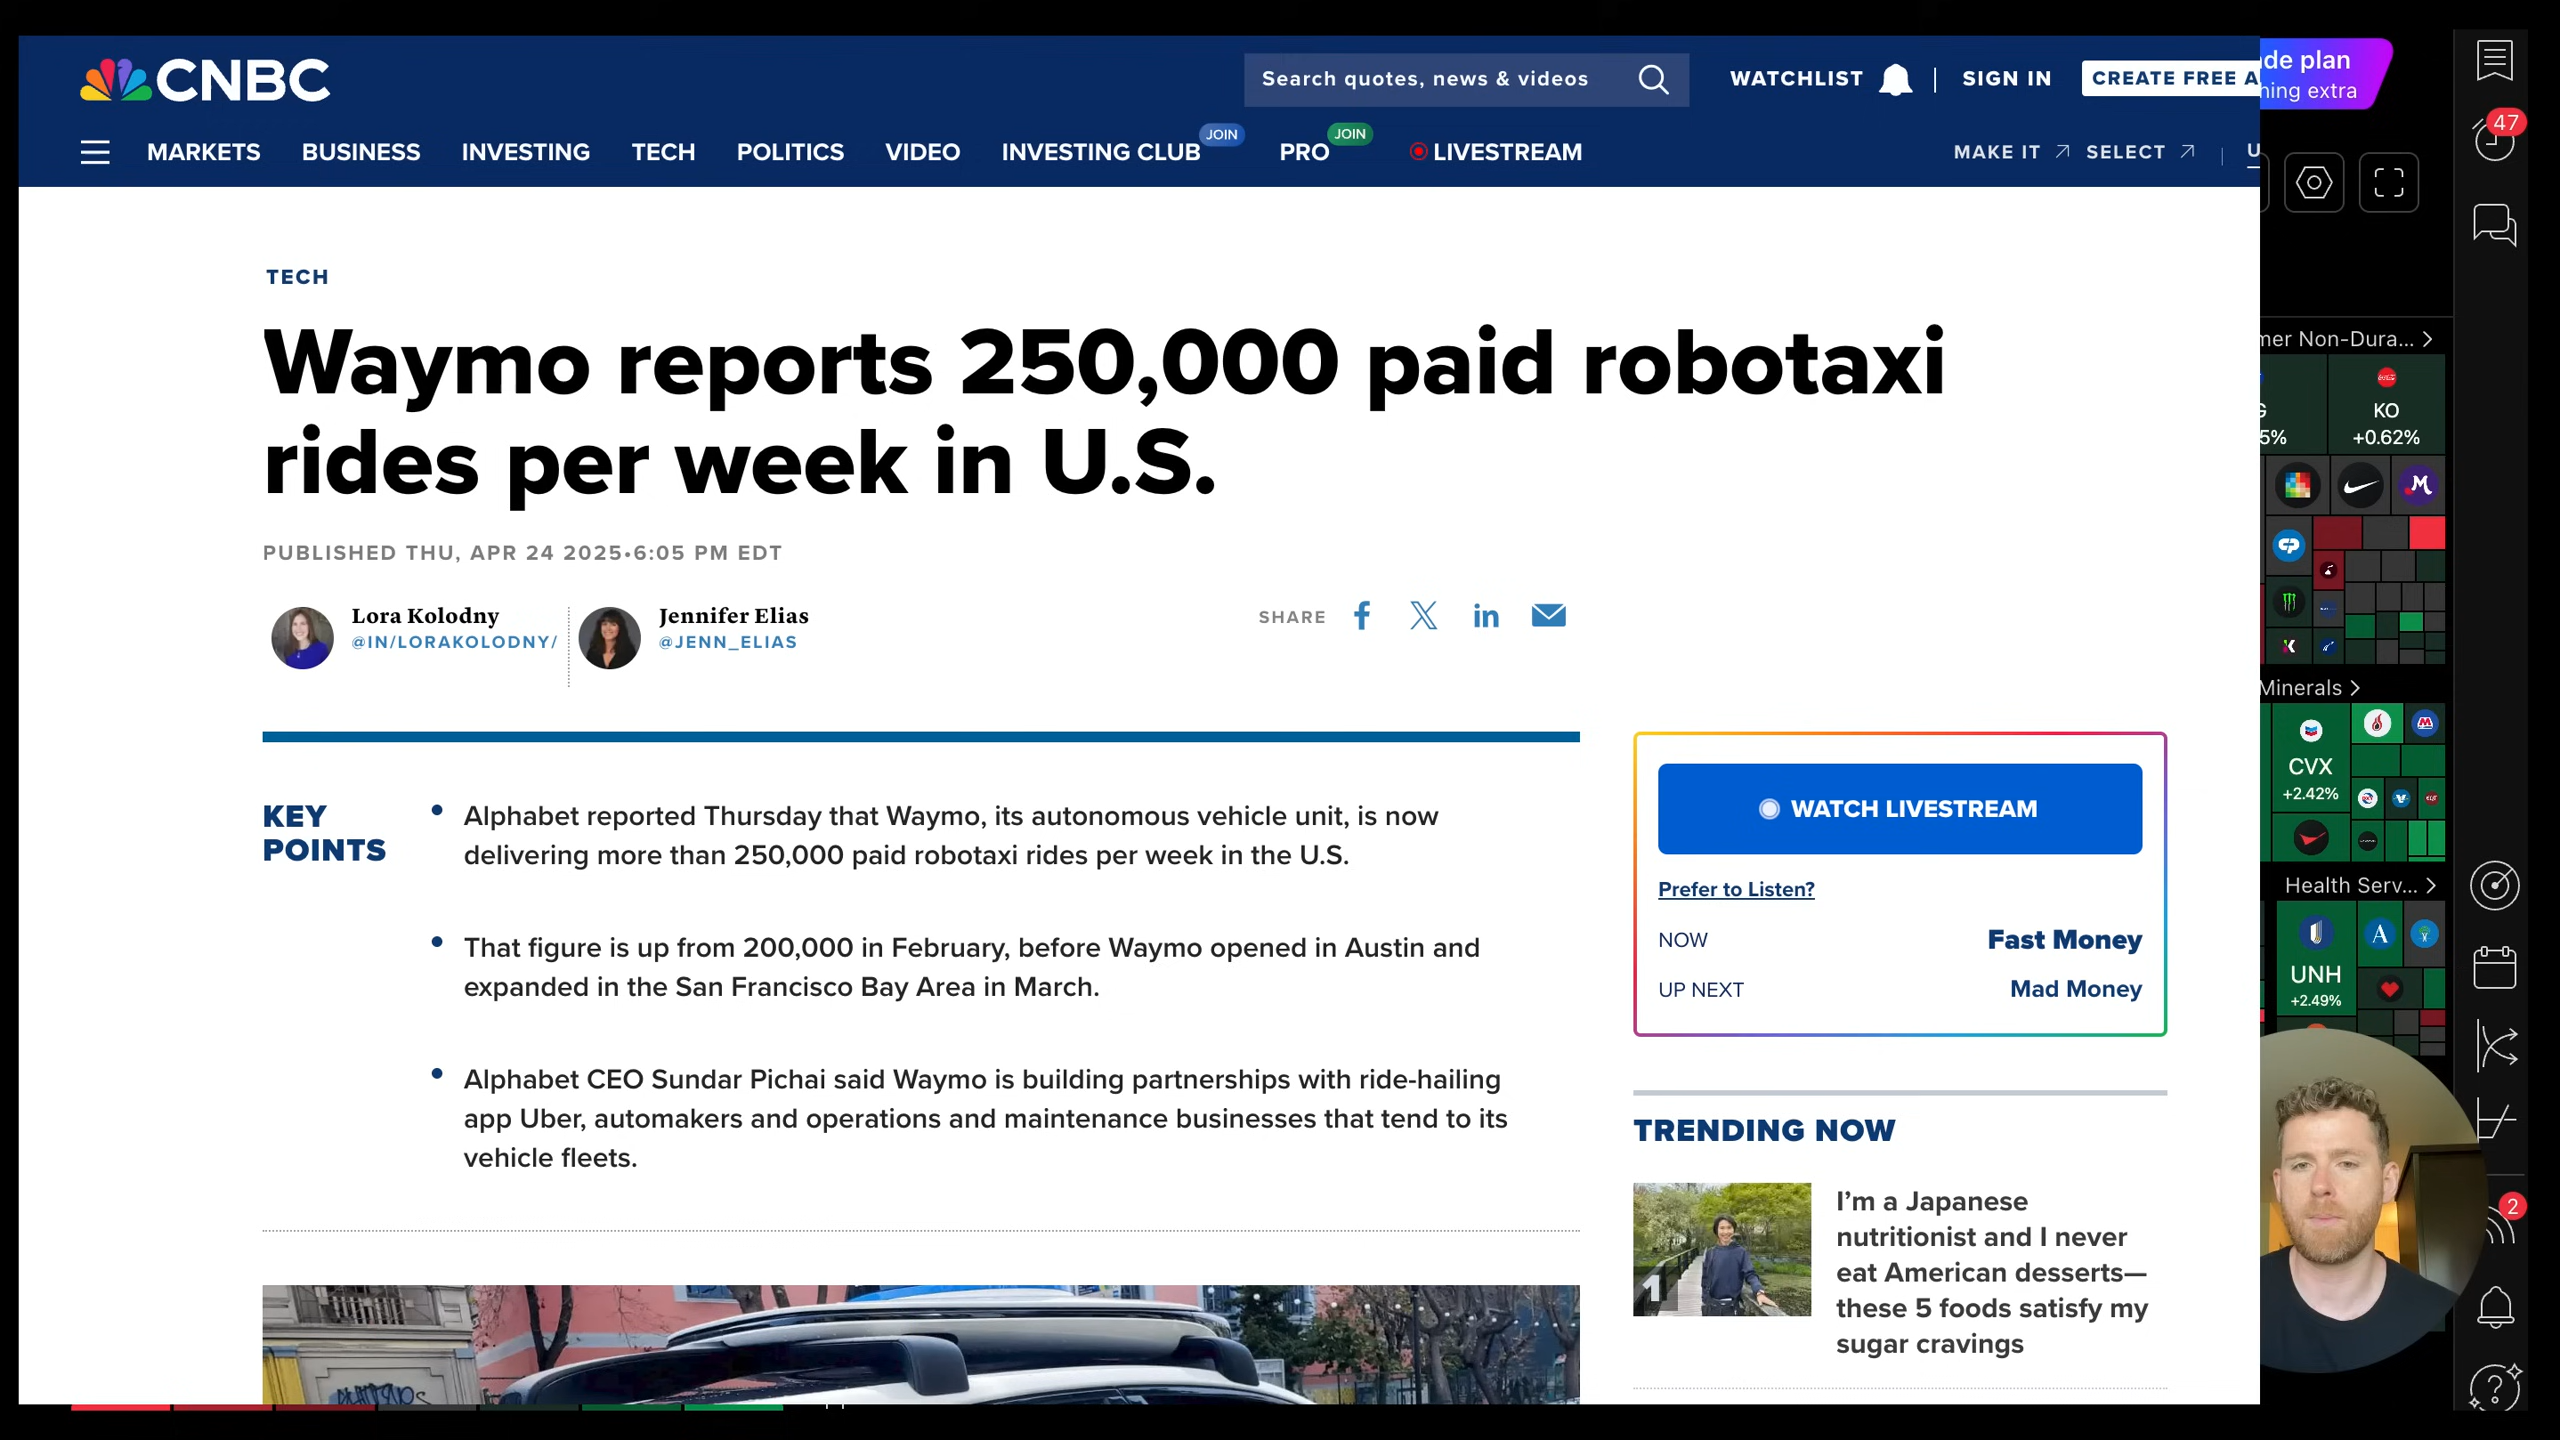 CNBC
Search quotes, news & videos
WATCHLIST
SIGN IN
CREATE FREE A
de plan
ning extra
47
MARKETS
BUSINESS
INVESTING
TECH
POLITICS
VIDEO
INVESTING CLUB
JOIN
PRO
JOIN
LIVESTREAM
MAKE IT
SELECT
TECH
Waymo reports 250,000 paid robotaxi
rides per week in U.S.
PUBLISHED THU, APR 24 2025•6:05 PM EDT
Lora Kolodny
@IN/LORAKOLODNY/
Jennifer Elias
@JENN_ELIAS
SHARE
KEY
POINTS
• Alphabet reported Thursday that Waymo, its autonomous vehicle unit, is now
delivering more than 250,000 paid robotaxi rides per week in the U.S.
• That figure is up from 200,000 in February, before Waymo opened in Austin and
expanded in the San Francisco Bay Area in March.
• Alphabet CEO Sundar Pichai said Waymo is building partnerships with ride-hailing
app Uber, automakers and operations and maintenance businesses that tend to its
vehicle fleets.
WATCH LIVESTREAM
Prefer to Listen?
NOW
Fast Money
UP NEXT
Mad Money
TRENDING NOW
1
I'm a Japanese
nutritionist and I never
eat American desserts—
these 5 foods satisfy my
sugar cravings
mer Non-Dura...
5%
KO
+0.62%
Minerals
CVX
+2.42%
Health Serv...
UNH
+2.49%
2